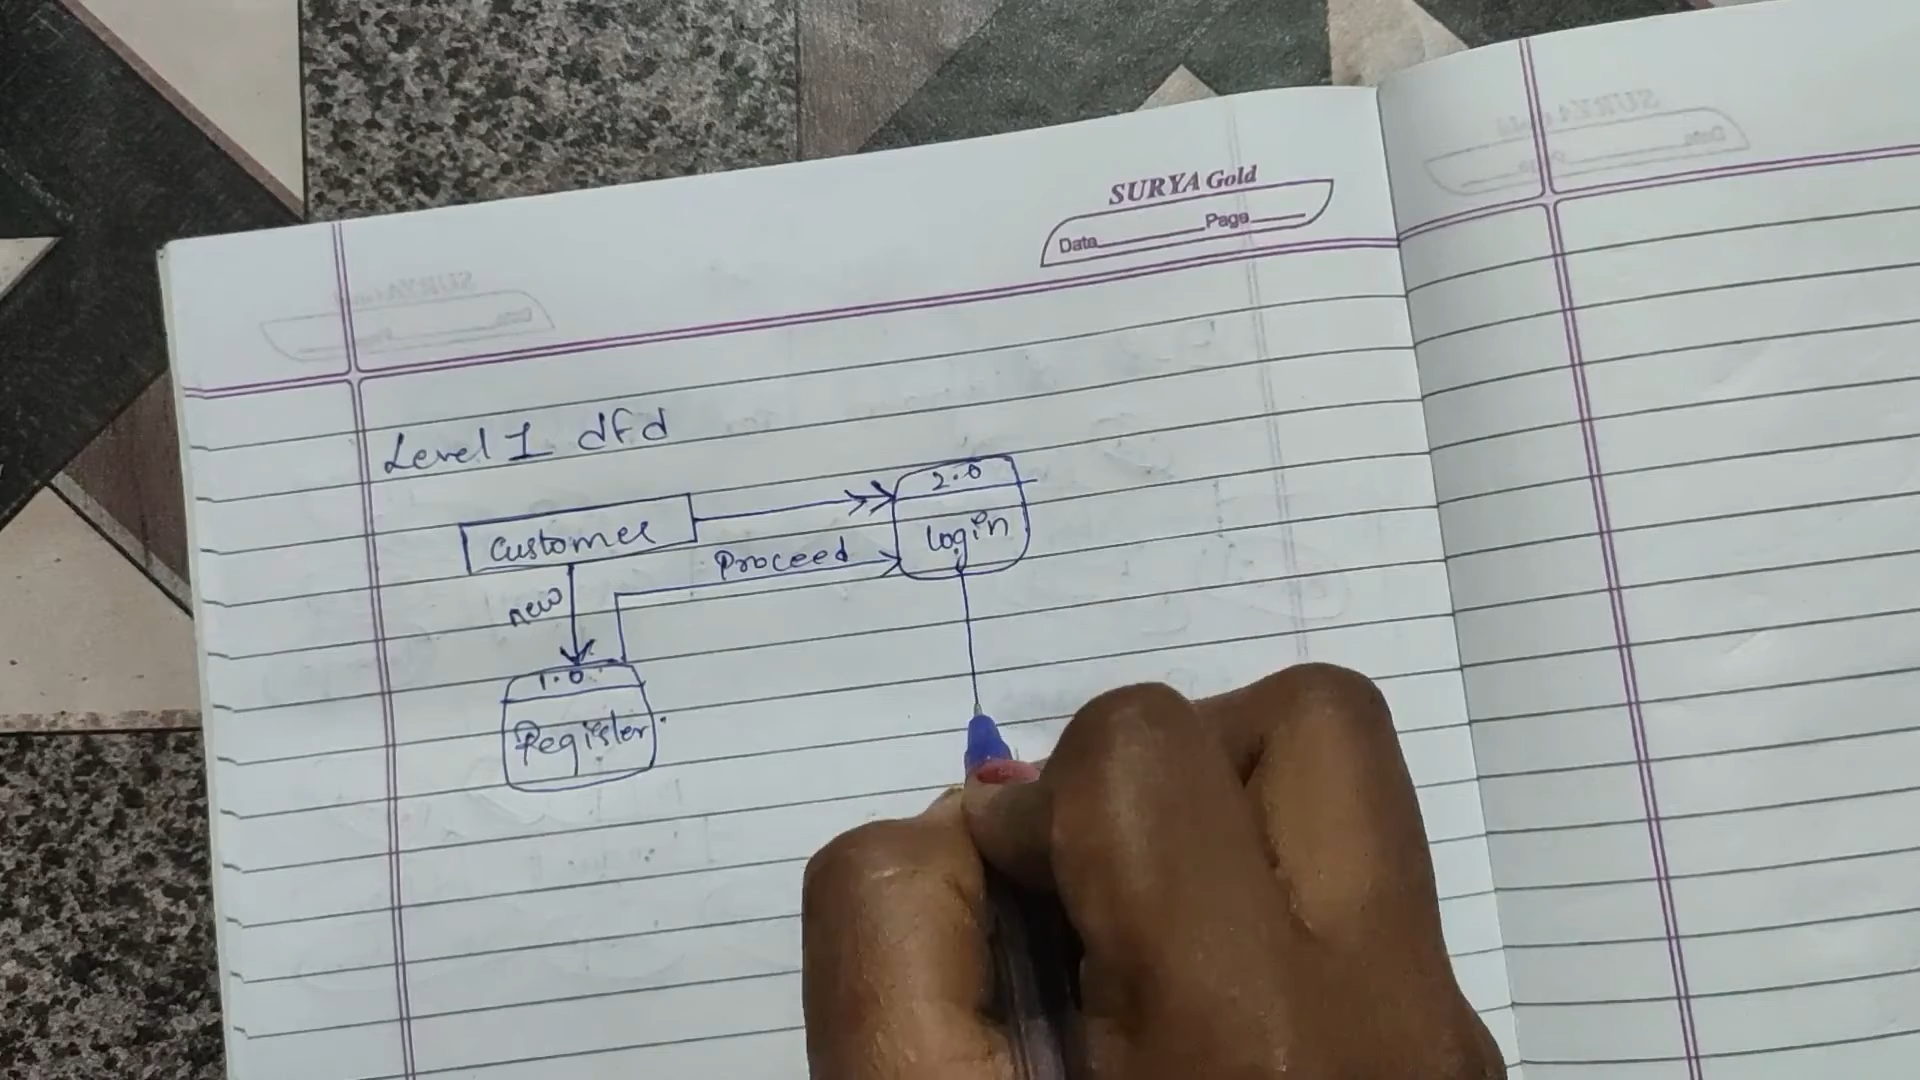 SURYA Gold
Date Page
Level 1 dfd
2.0
Customer
login
Proceed
new
1.0
Register